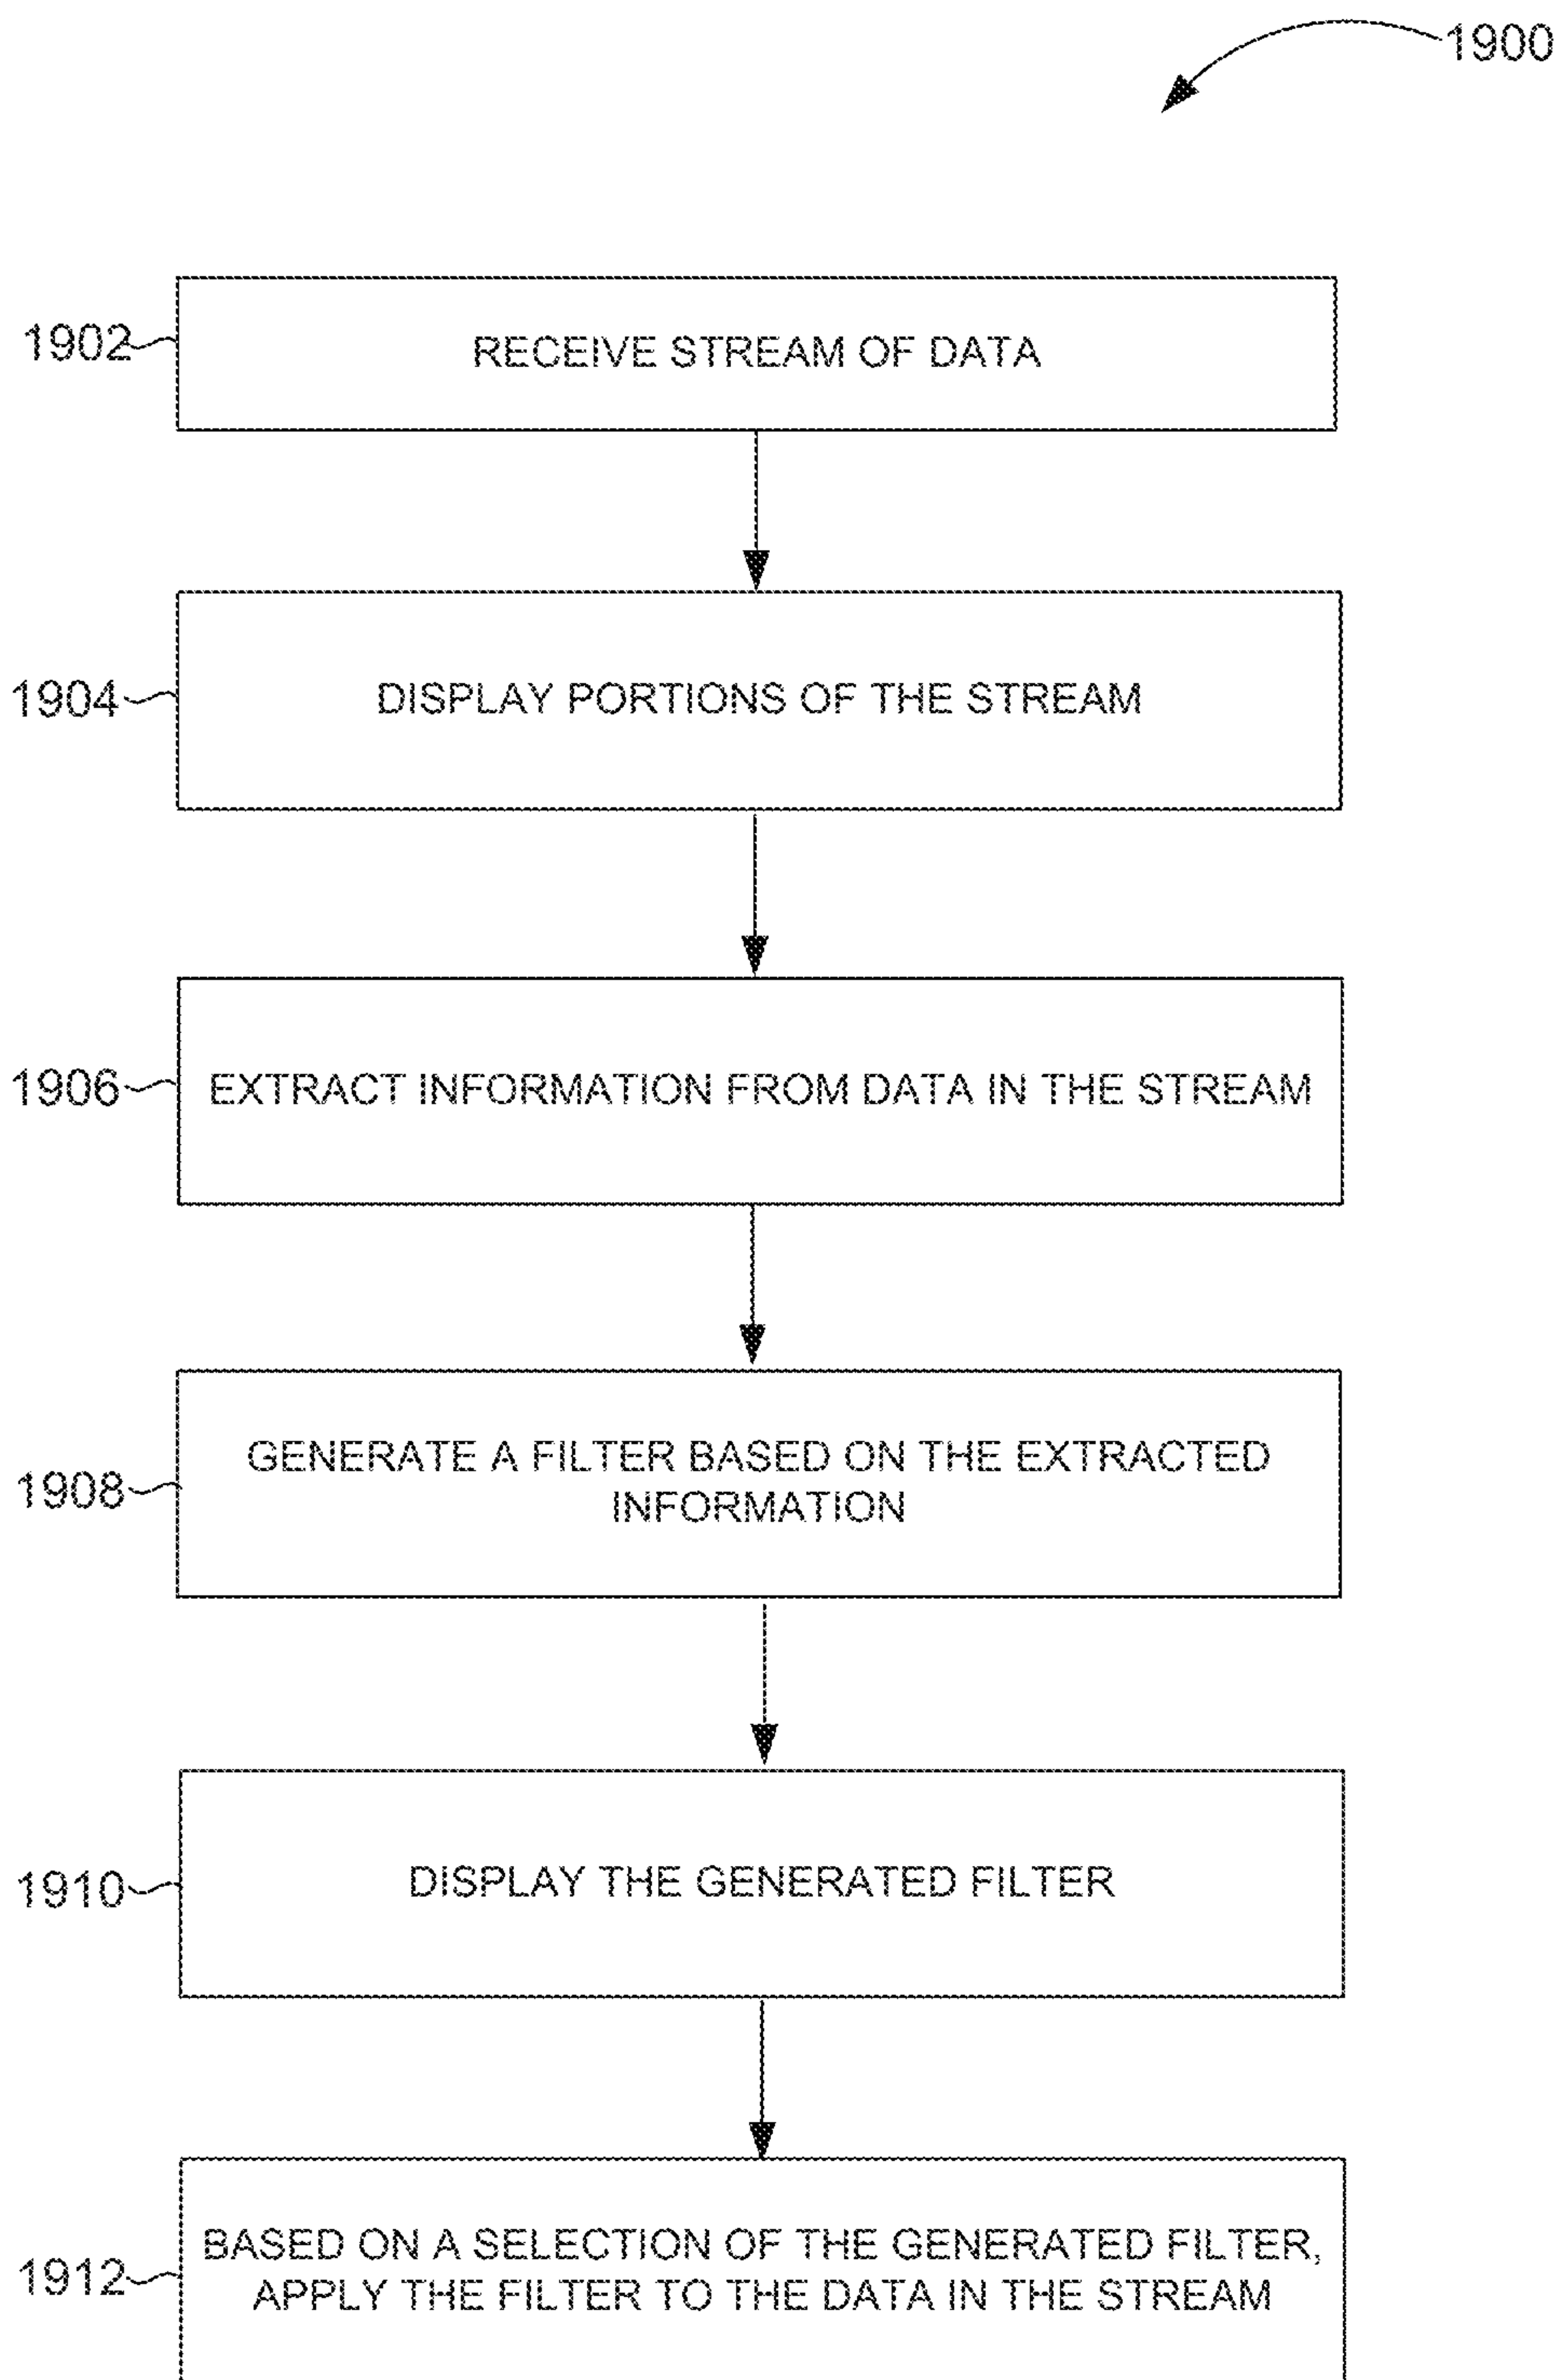 1900
1902
RECEIVE STREAM OF DATA
1904
DISPLAY PORTIONS OF THE STREAM
1906
EXTRACT INFORMATION FROM DATA IN THE STREAM
1908
GENERATE A FILTER BASED ON THE EXTRACTED
INFORMATION
1910
DISPLAY THE GENERATED FILTER
1912
BASED ON A SELECTION OF THE GENERATED FILTER,
APPLY THE FILTER TO THE DATA IN THE STREAM